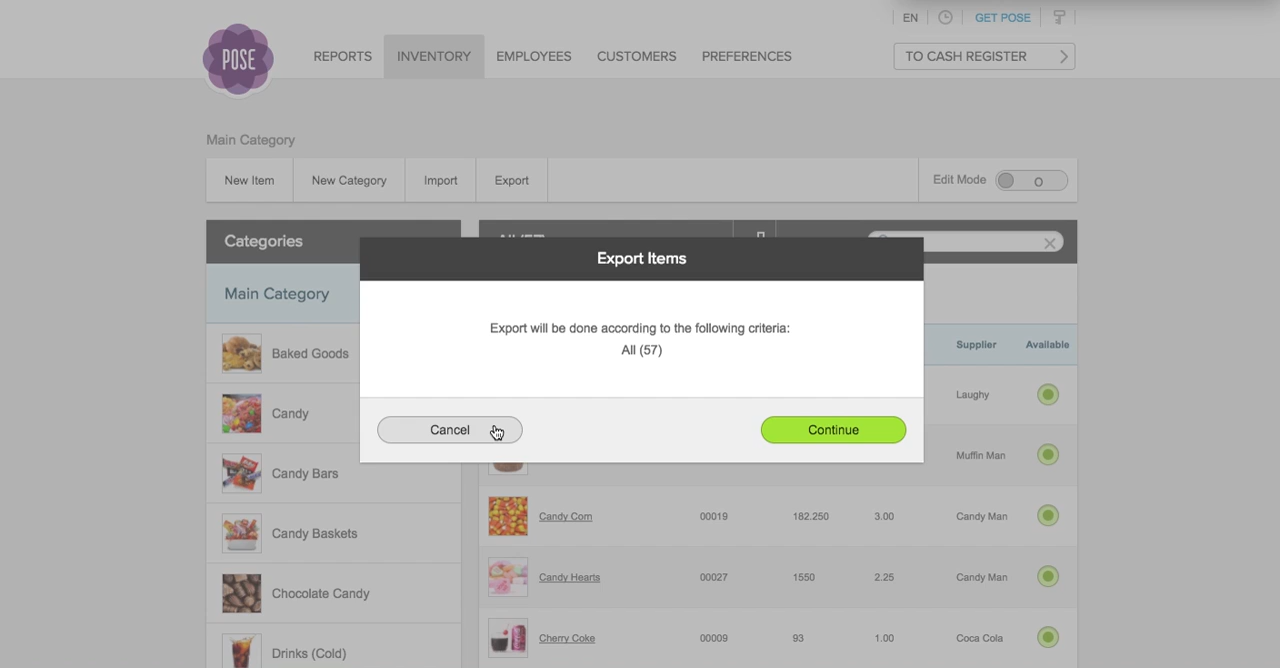 EN
GET POSE
POSE
REPORTS
INVENTORY
EMPLOYEES
CUSTOMERS
PREFERENCES
TO CASH REGISTER
Main Category
New Item
New Category
Import
Export
Edit Mode
O
Categories
Export Items
Main Category
Export will be done according to the following criteria:
All (57)
Supplier
Available
Baked Goods
Laughy
Candy
Cancel
Continue
Muffin Man
Candy Bars
Candy Corn
00019
182.250
3.00
Candy Man
Candy Baskets
Candy Hearts
00027
1550
2.25
Candy Man
Chocolate Candy
Cherry Coke
00009
93
1.00
Coca Cola
Drinks (Cold)